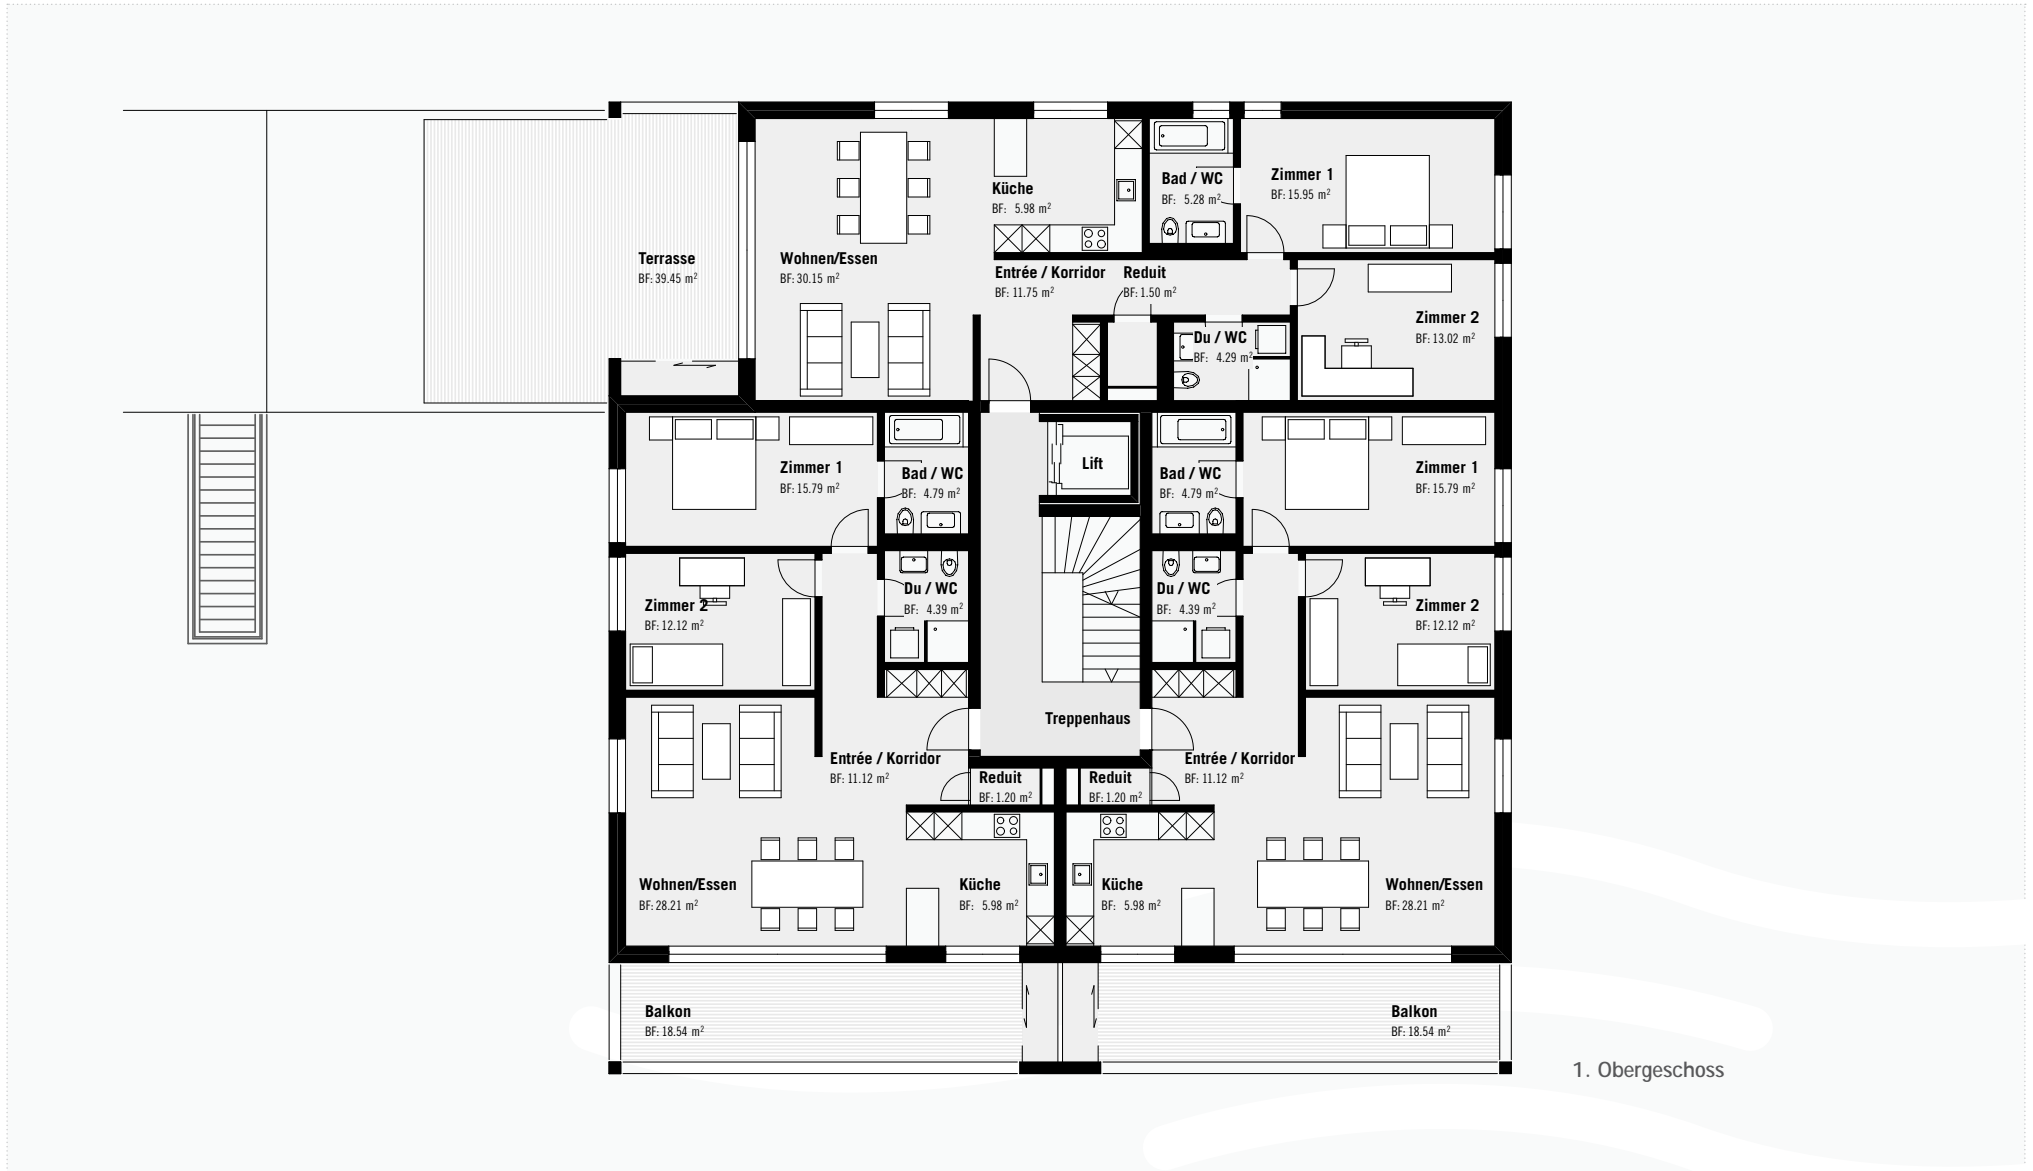 Küche
BF: 5.98 m²
Bad / WC
BF: 5.28 m²
Zimmer 1
BF: 15.95 m²
Terrasse
BF: 39.45 m²
Wohnen/Essen
BF: 30.15 m²
Entrée / Korridor
BF: 11.75 m²
Reduit
BF: 1.50 m²
Du / WC
BF: 4.29 m²
Zimmer 2
BF: 13.02 m²
Zimmer 1
BF: 15.79 m²
Bad / WC
BF: 4.79 m²
Lift
Bad / WC
BF: 4.79 m²
Zimmer 1
BF: 15.79 m²
Zimmer 2
BF: 12.12 m²
Du / WC
BF: 4.39 m²
Du / WC
BF: 4.39 m²
Zimmer 2
BF: 12.12 m²
Treppenhaus
Entrée / Korridor
BF: 11.12 m²
Reduit
BF: 1.20 m²
Reduit
BF: 1.20 m²
Entrée / Korridor
BF: 11.12 m²
Wohnen/Essen
BF: 28.21 m²
Küche
BF: 5.98 m²
Küche
BF: 5.98 m²
Wohnen/Essen
BF: 28.21 m²
Balkon
BF: 18.54 m²
Balkon
BF: 18.54 m²
1. Obergeschoss